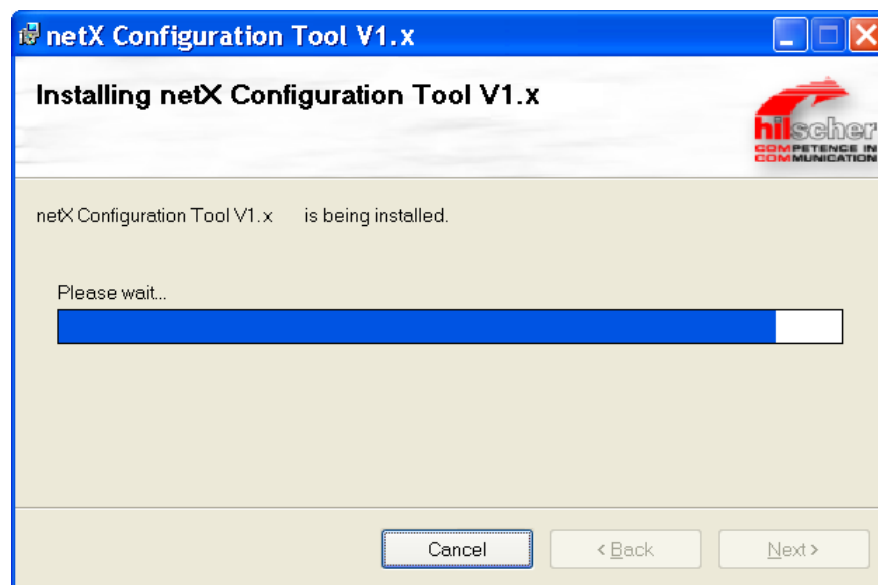 netX Configuration Tool V1.x
Installing netX Configuration Tool V1.x
hilscher
COMPETENCE IN
COMMUNICATION
netX Configuration Tool V1.x is being installed.
Please wait...
Cancel
< Back
Next >